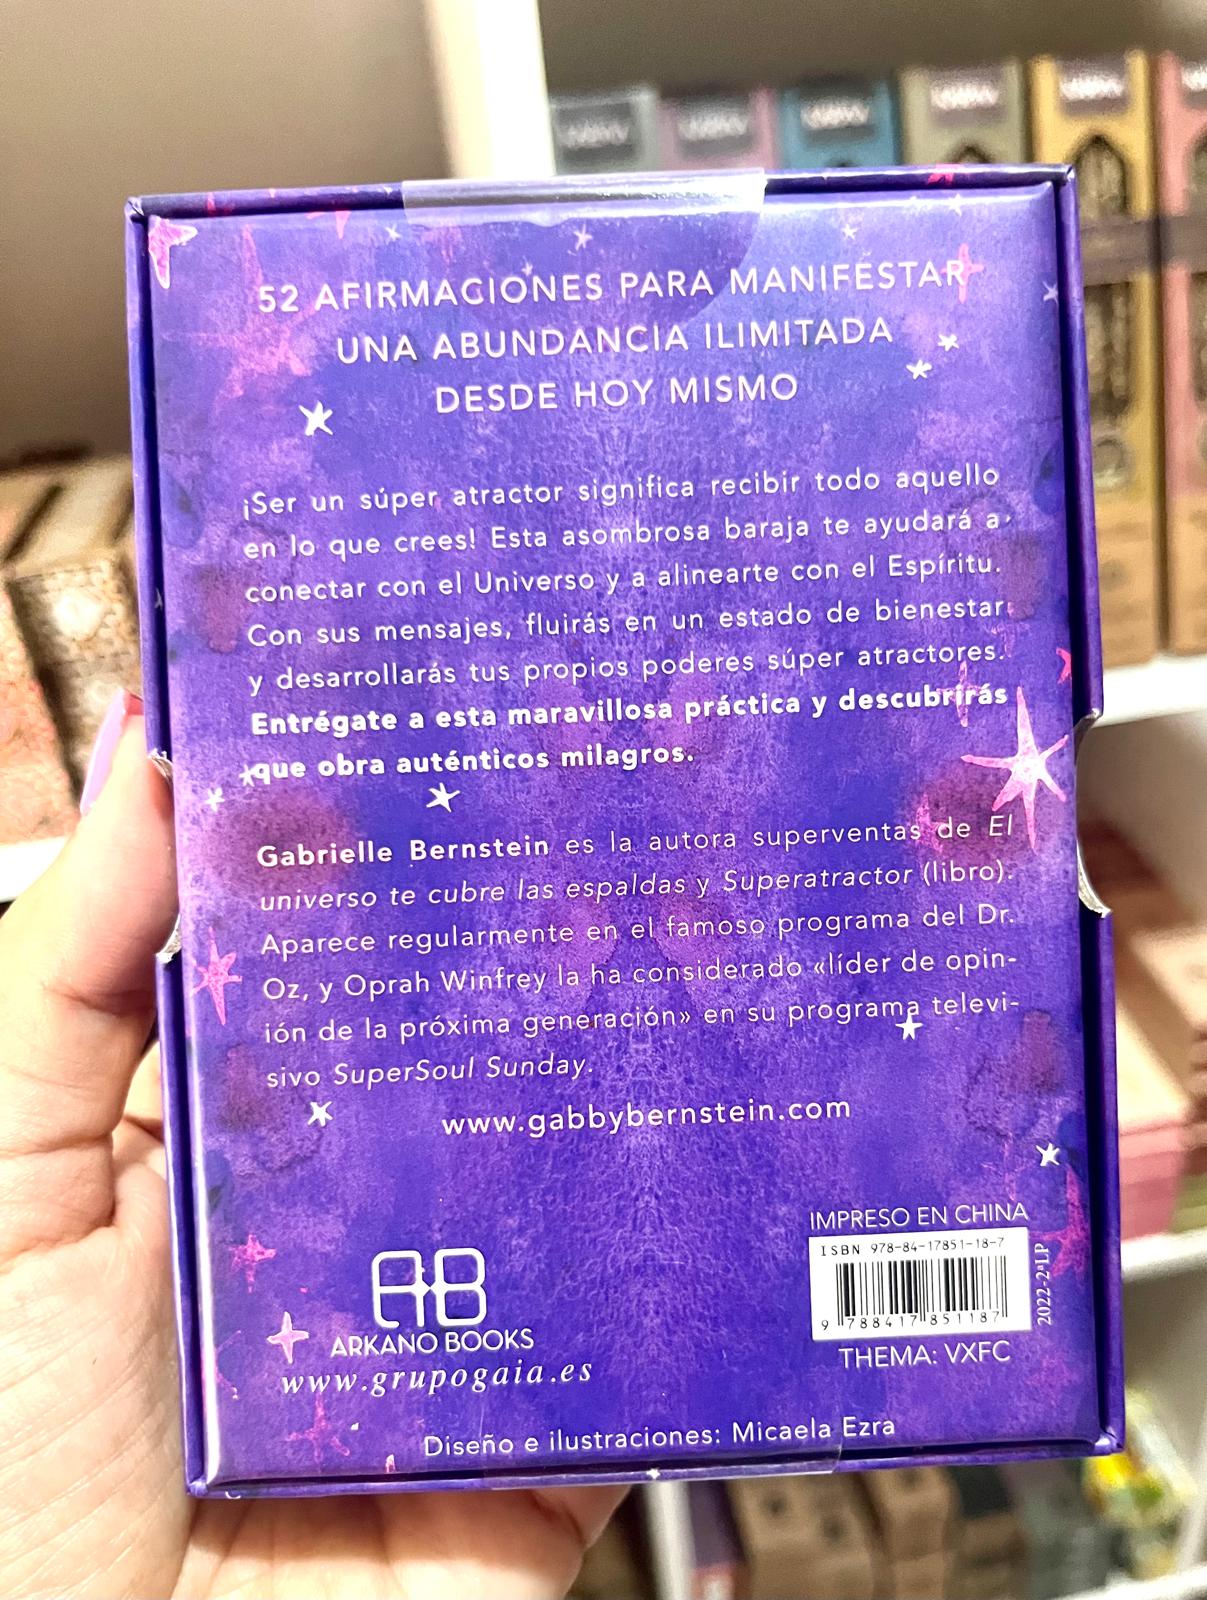 52 AFIRMACIONES PARA MANIFESTAR
UNA ABUNDANCIA ILIMITADA
DESDE HOY MISMO
¡Ser un súper atractor significa recibir todo aquello
en lo que crees! Esta asombrosa baraja te ayudará a
conectar con el Universo y a alinearte con el Espíritu.
Con sus mensajes, fluirás en un estado de bienestar
y desarrollarás tus propios poderes súper atractores.
Entrégate a esta maravillosa práctica y descubrirás
que obra auténticos milagros.
Gabrielle Bernstein es la autora superventas de El
universo te cubre las espaldas y Superatractor (libro).
Aparece regularmente en el famoso programa del Dr.
Oz, y Oprah Winfrey la ha considerado «líder de opin-
ión de la próxima generación» en su programa televi-
sivo SuperSoul Sunday.
www.gabbybernstein.com
IMPRESO EN CHINA
ISBN 978-84-17851-18-7
9 788417 851187
2022-2ªLP
THEMA: VXFC
AB
ARKANO BOOKS
www.grupogaia.es
Diseño e ilustraciones: Micaela Ezra